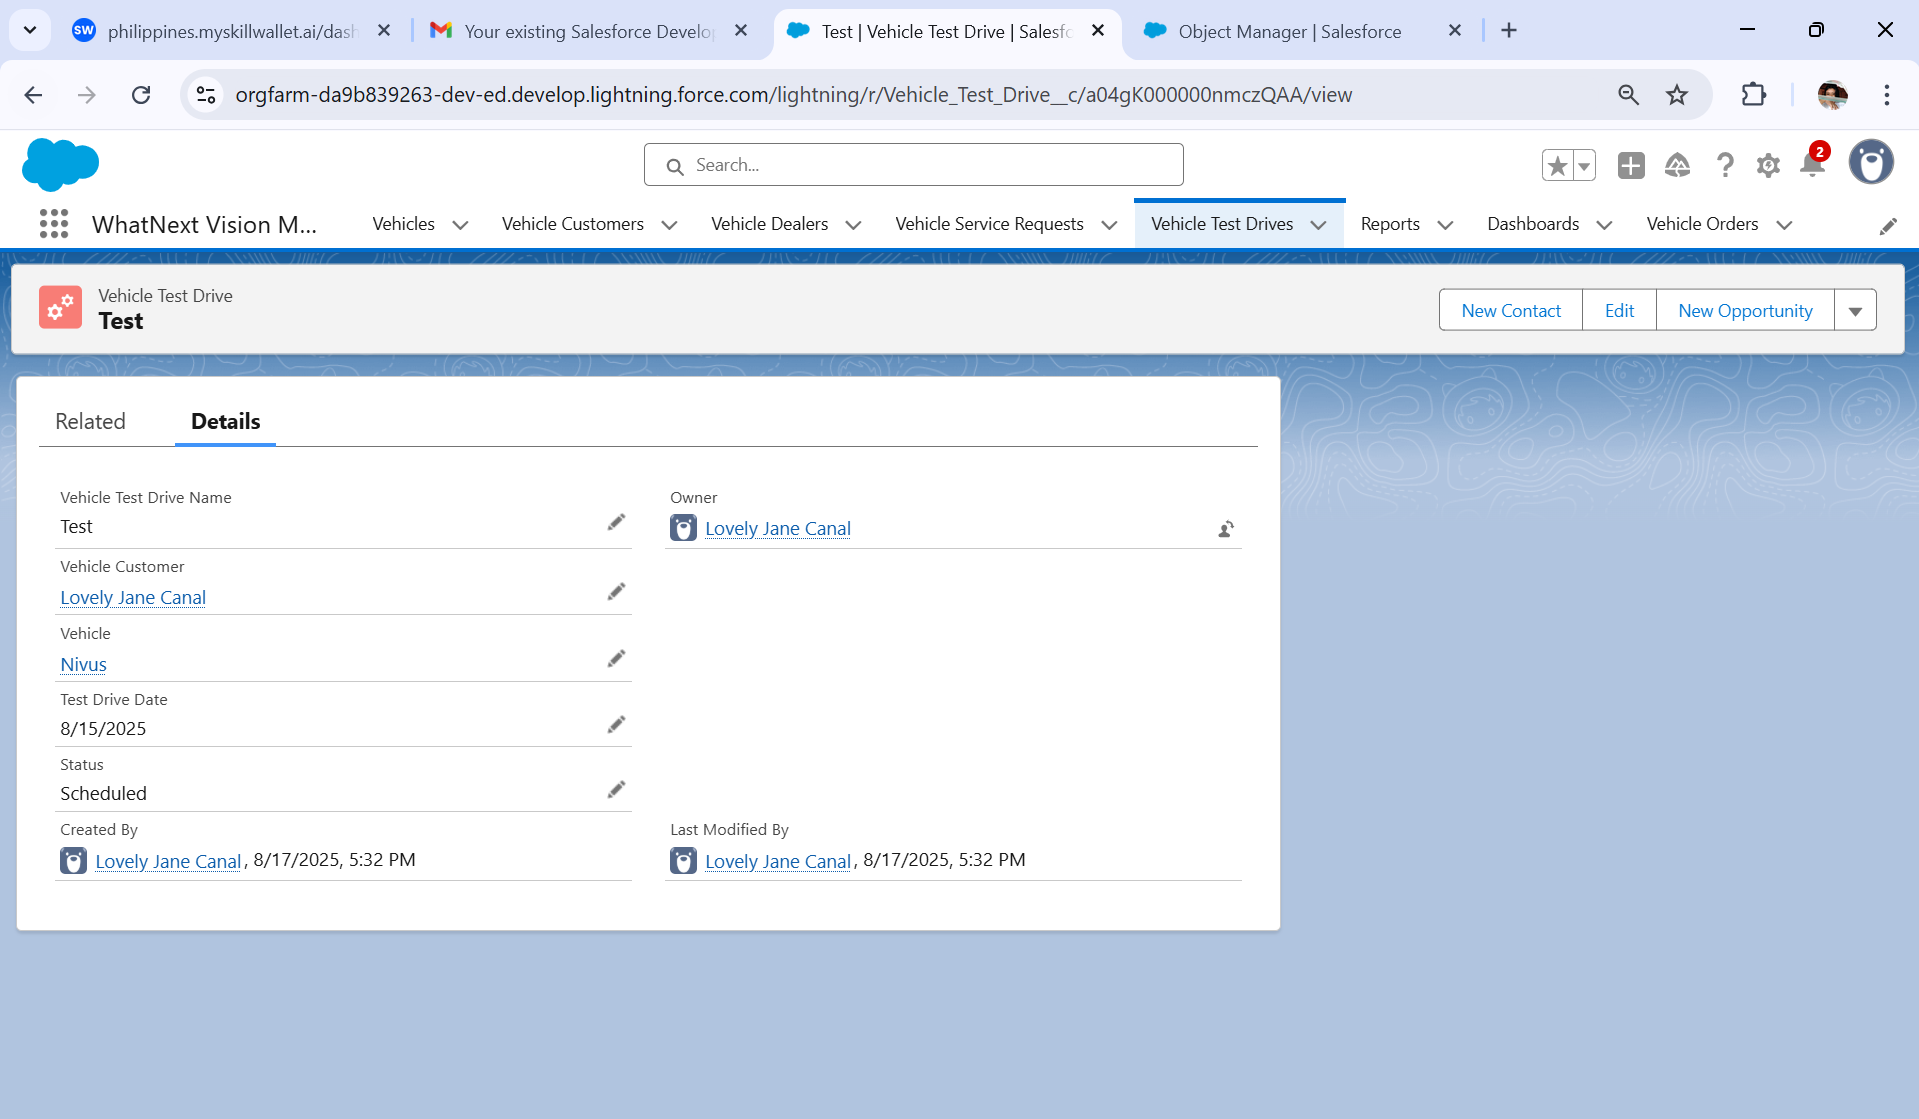 SW philippines.myskillwallet.ai/dash
Your existing Salesforce Develop
Test | Vehicle Test Drive | Salesfo
Object Manager | Salesforce
orgfarm-da9b839263-dev-ed.develop.lightning.force.com/lightning/r/Vehicle_Test_Drive__c/a04gK000000nmczQAA/view
Search...
2
WhatNext Vision M...
Vehicles
Vehicle Customers
Vehicle Dealers
Vehicle Service Requests
Vehicle Test Drives
Reports
Dashboards
Vehicle Orders
Vehicle Test Drive
Test
New Contact
Edit
New Opportunity
Related
Details
Vehicle Test Drive Name
Test
Owner
Lovely Jane Canal
Vehicle Customer
Lovely Jane Canal
Vehicle
Nivus
Test Drive Date
8/15/2025
Status
Scheduled
Created By
Lovely Jane Canal, 8/17/2025, 5:32 PM
Last Modified By
Lovely Jane Canal, 8/17/2025, 5:32 PM